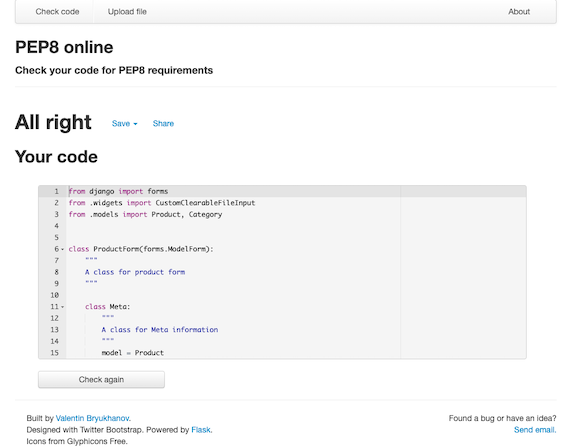 Check code Upload file About
PEP8 online
Check your code for PEP8 requirements
All right Save Share
Your code
1 from django import forms
2 from .widgets import CustomClearableFileInput
3 from .models import Product, Category
4
5
6 class ProductForm(forms.ModelForm):
7 """
8 A class for product form
9 """
10
11 class Meta:
12 """
13 A class for Meta information
14 """
15 model = Product
Check again
Built by Valentin Bryukhanov. Found a bug or have an idea?
Designed with Twitter Bootstrap. Powered by Flask. Send email.
Icons from Glyphicons Free.